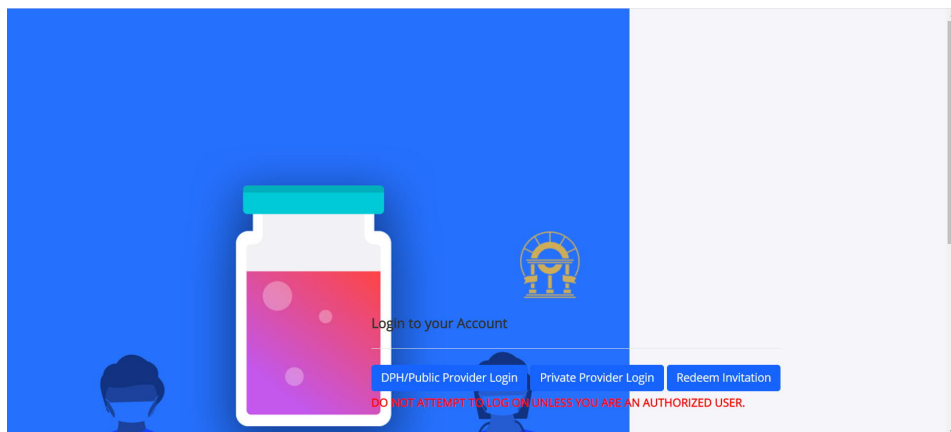 Login to your Account
DPH/Public Provider Login Private Provider Login Redeem Invitation
DO NOT ATTEMPT TO LOG ON UNLESS YOU ARE AN AUTHORIZED USER.